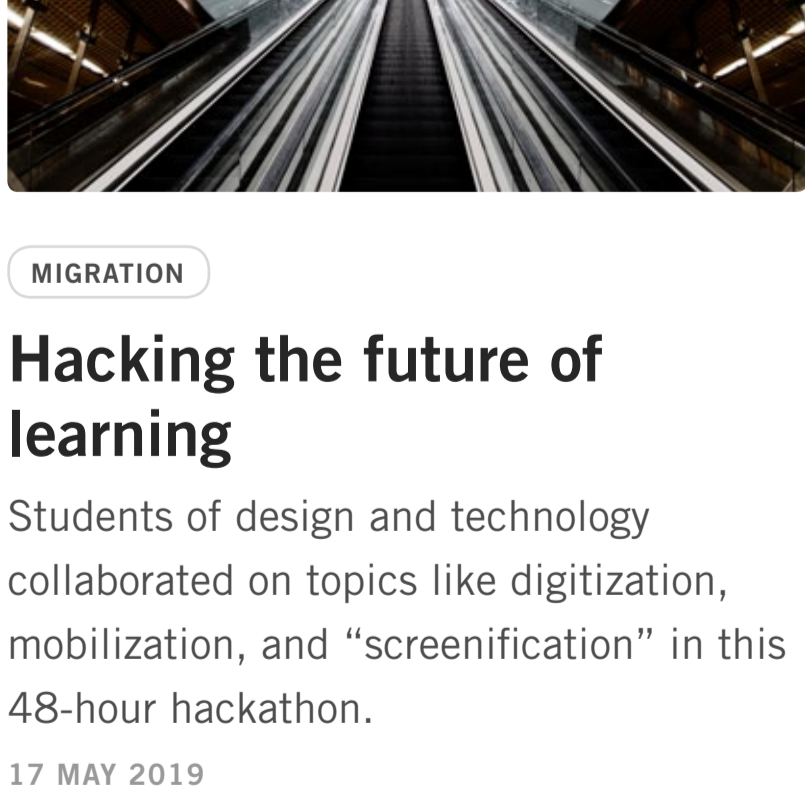 MIGRATION
Hacking the future of
learning
Students of design and technology
collaborated on topics like digitization,
mobilization, and “screenification” in this
48-hour hackathon.
17 MAY 2019